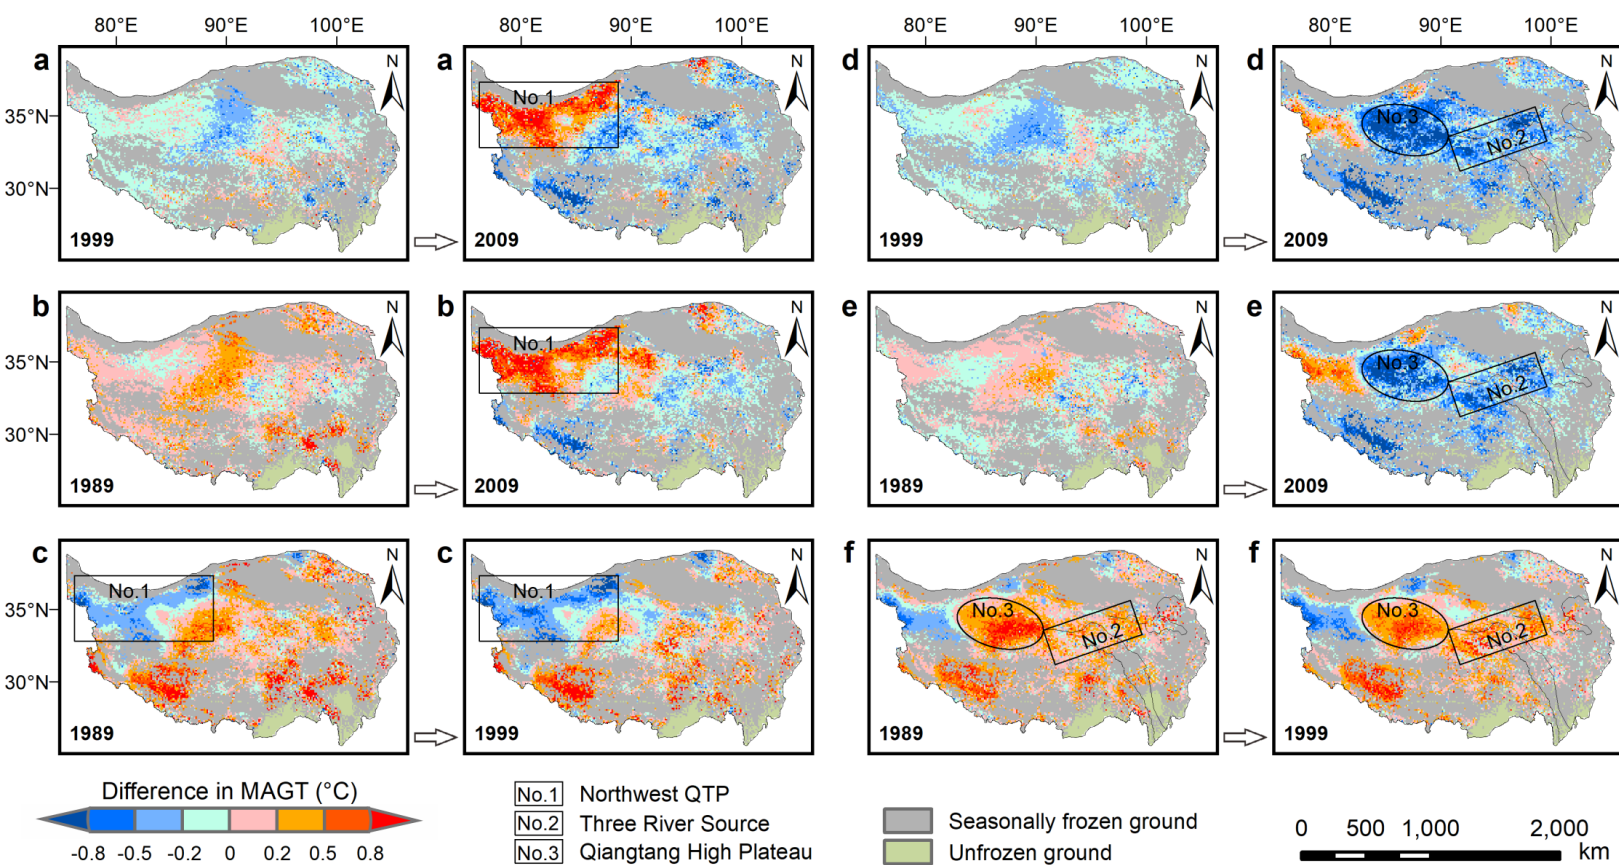 80°E 90°E 100°E 80°E 90°E 100°E 80°E 90°E 100°E 80°E 90°E 100°E
a N a N d N d N
No.1 No.3 No.2
35°N
30°N
1999 2009 1999 2009
b N b N e N e N
No.1 No.3 No.2
35°N
30°N
1989 2009 1989 2009
c N c N f N f N
No.1 No.1 No.3 No.2 No.3 No.2
35°N
30°N
1989 1999 1989 1999
Difference in MAGT (°C)
-0.8 -0.5 -0.2 0 0.2 0.5 0.8
No.1 Northwest QTP
No.2 Three River Source
No.3 Qiangtang High Plateau
Seasonally frozen ground
Unfrozen ground
0 500 1,000 2,000
km